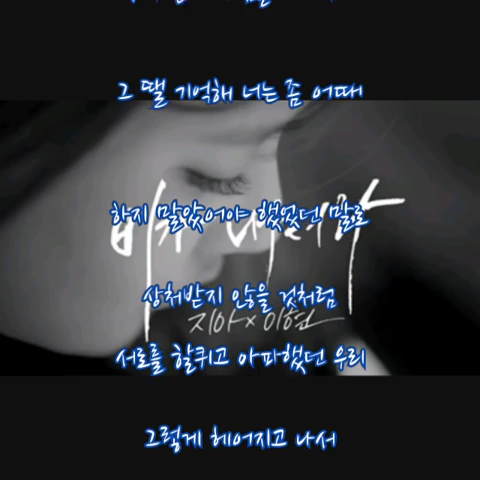 그 땔 기억해 너는 좀 어때
하지 말았어야 했었던 말로
상처받지 않을 것처럼
지아 x 이현
서로를 할퀴고 아파했던 우리
그렇게 헤어지고 나서